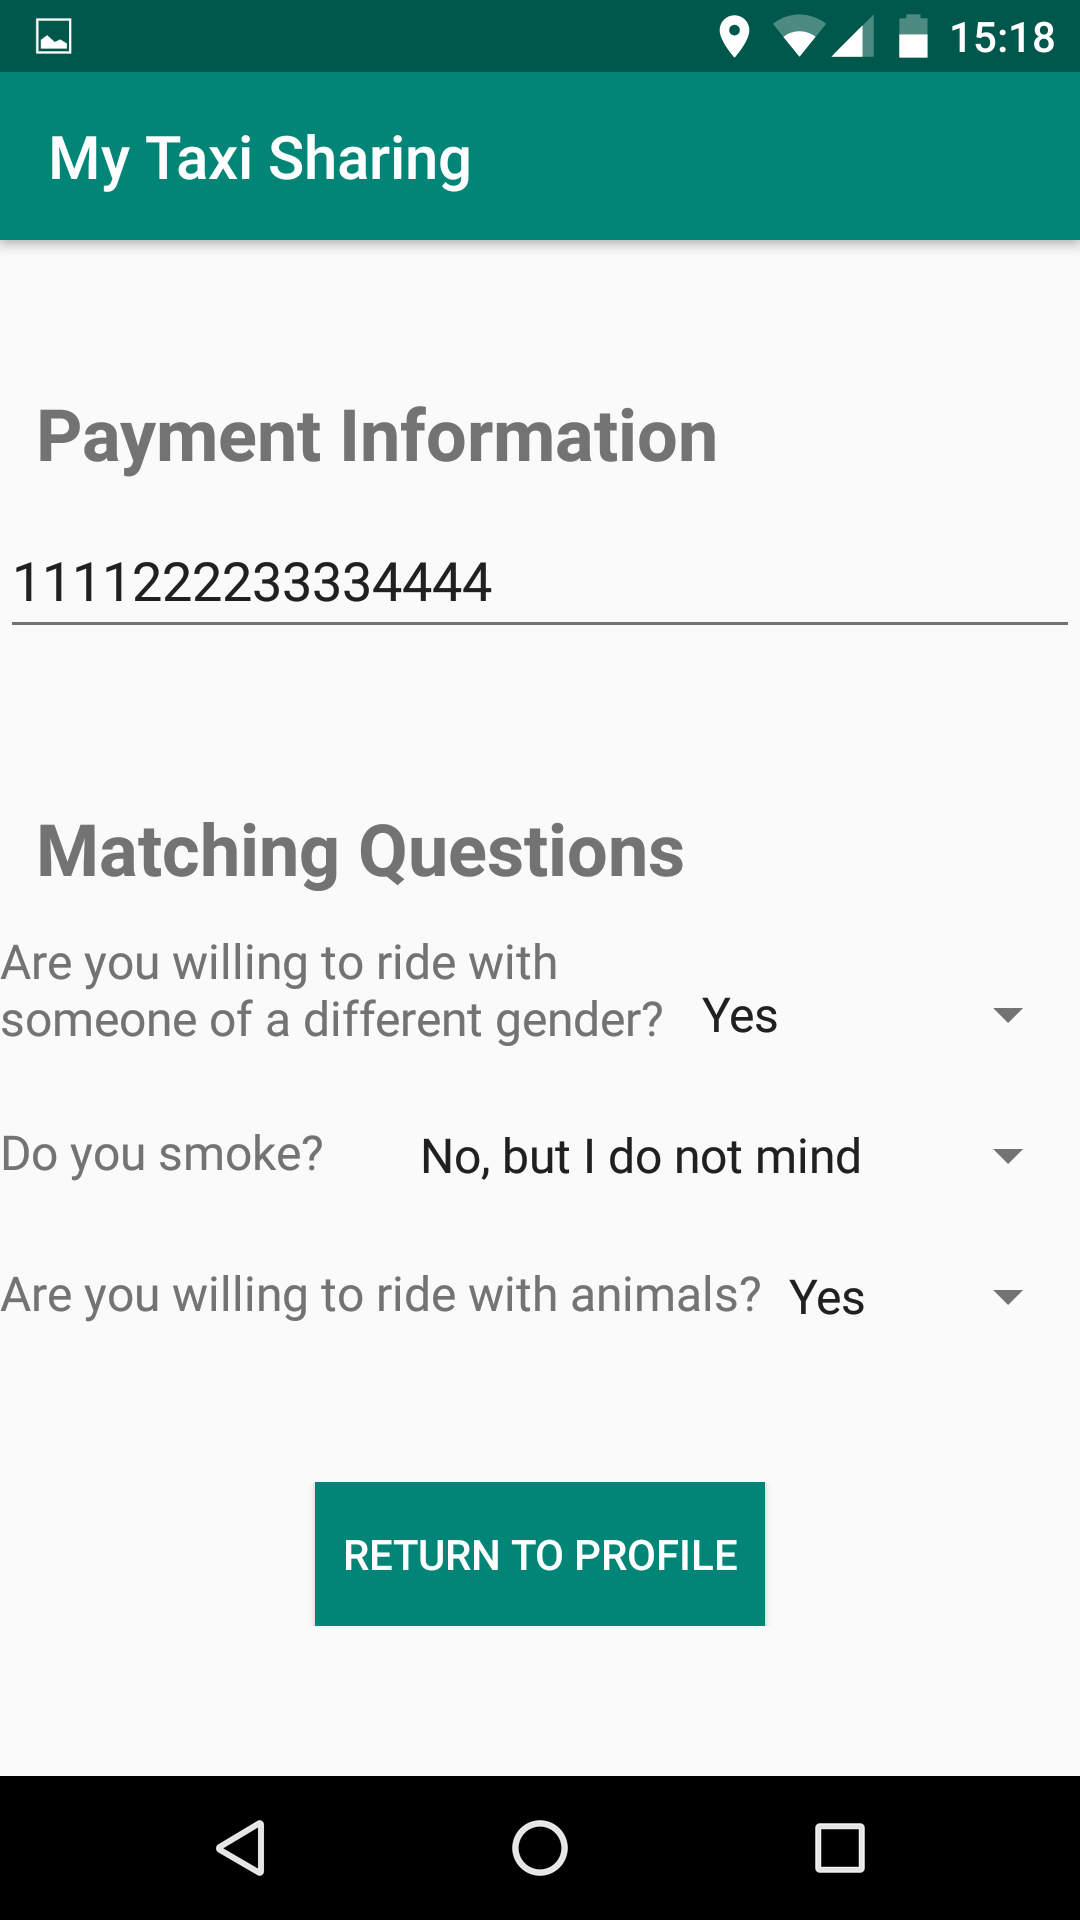 15:18
My Taxi Sharing
Payment Information
1111222233334444
Matching Questions
Are you willing to ride with
someone of a different gender? Yes
Do you smoke? No, but I do not mind
Are you willing to ride with animals? Yes
RETURN TO PROFILE